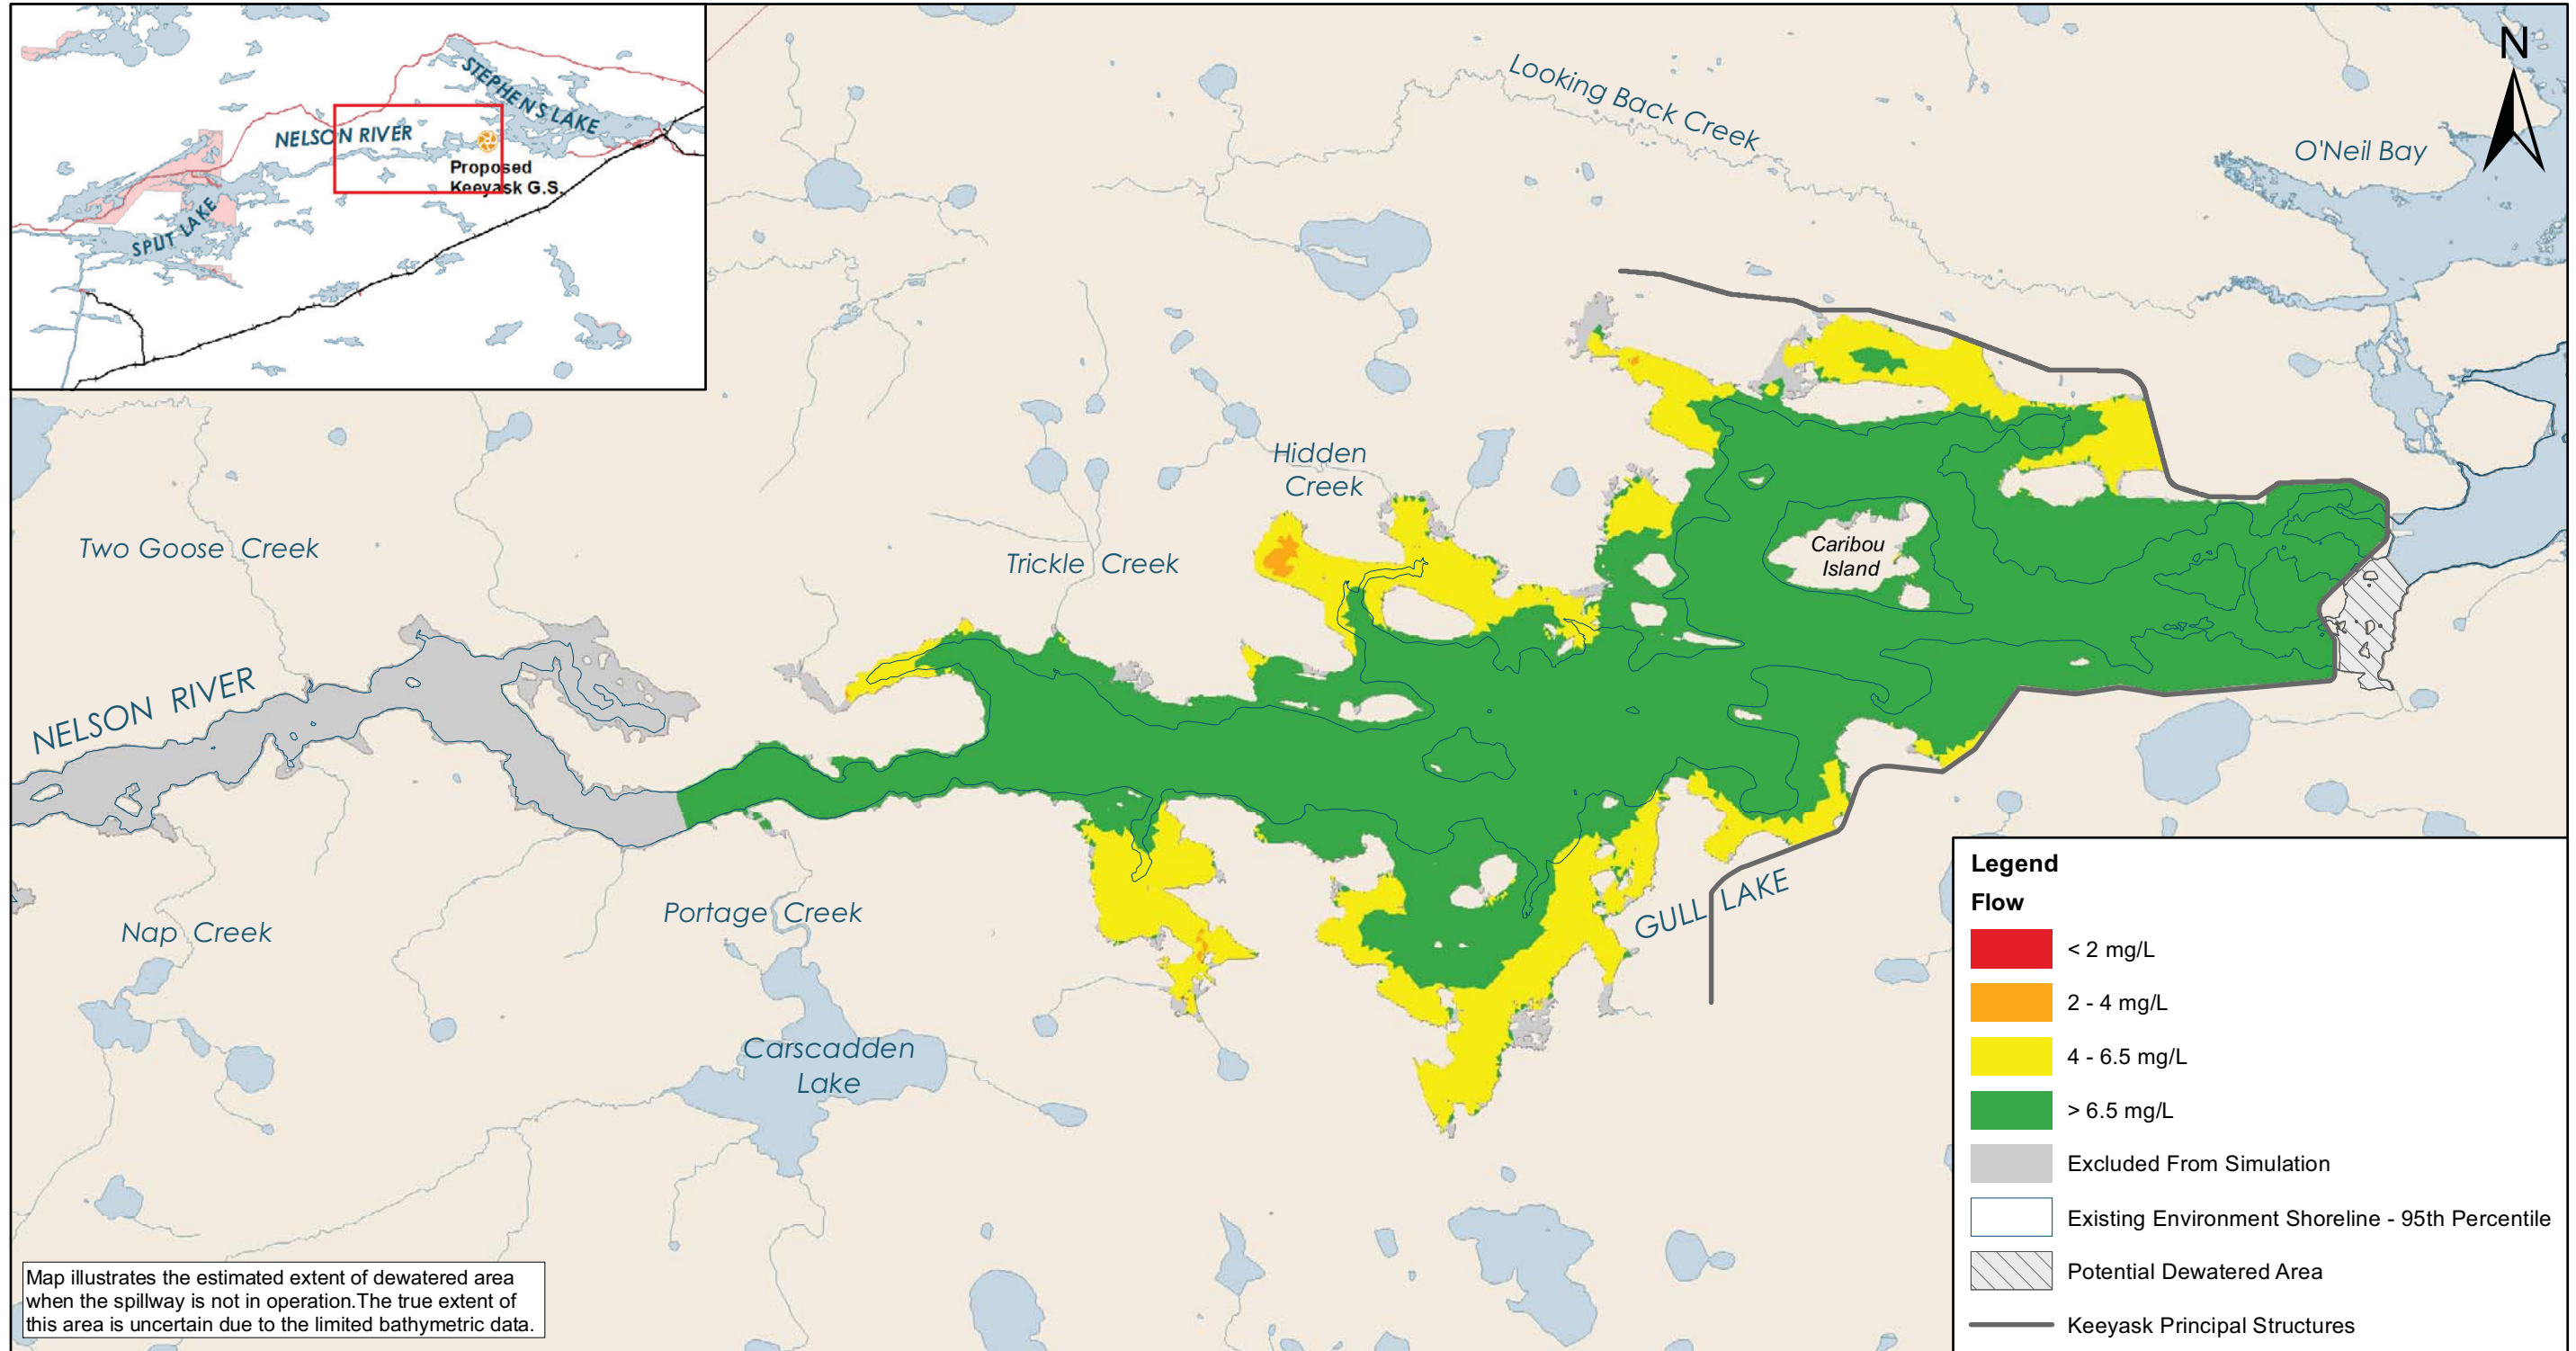 STEPHENS LAKE
NELSON RIVER
Proposed
Keeyask G.S.
SPLIT LAKE
N
Looking Back Creek
O'Neil Bay
Hidden
Creek
Two Goose Creek
Trickle Creek
Caribou
Island
NELSON RIVER
Nap Creek
Portage Creek
GULL LAKE
Carscadden
Lake
Legend
Flow
< 2 mg/L
2 - 4 mg/L
4 - 6.5 mg/L
> 6.5 mg/L
Excluded From Simulation
Existing Environment Shoreline - 95th Percentile
Potential Dewatered Area
Keeyask Principal Structures
Map illustrates the estimated extent of dewatered area
when the spillway is not in operation.The true extent of
this area is uncertain due to the limited bathymetric data.